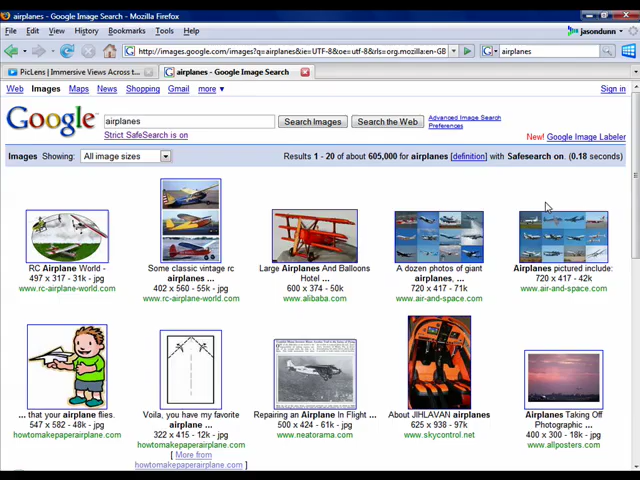 airplanes - Google Image Search - Mozilla Firefox
File Edit View History Bookmarks Tools Help
jasondunn
http://images.google.com/images?q=airplanes&ie=UTF-8&oe=utf-8&rls=org.mozilla:en-GB
airplanes
PicLens | Immersive Views Across t...
airplanes - Google Image Search
Web Images Maps News Shopping Gmail more ▼
Sign in
Google
airplanes
Search Images
Search the Web
Advanced Image Search
Preferences
Strict SafeSearch is on
New! Google Image Labeler
Images Showing: All image sizes
Results 1 - 20 of about 605,000 for airplanes [definition] with Safesearch on. (0.18 seconds)
RC Airplane World -
497 x 317 - 31k - jpg
www.rc-airplane-world.com
Some classic vintage rc
airplanes ...
402 x 560 - 55k - jpg
www.rc-airplane-world.com
Large Airplanes And Balloons
Hotel ...
600 x 374 - 50k
www.alibaba.com
A dozen photos of giant
airplanes, ...
720 x 417 - 71k
www.air-and-space.com
Airplanes pictured include:
720 x 417 - 42k
www.air-and-space.com
... that your airplane flies.
547 x 582 - 48k - jpg
howtomakepaperairplane.com
Voila, you have my favorite
airplane ...
322 x 415 - 12k - jpg
howtomakepaperairplane.com
[ More from
howtomakepaperairplane.com ]
Repairing an Airplane In Flight ...
500 x 424 - 61k - jpg
www.neatorama.com
About JIHLAVAN airplanes
625 x 938 - 97k
www.skycontrol.net
Airplanes Taking Off
Photographic ...
400 x 300 - 18k - jpg
www.allposters.com